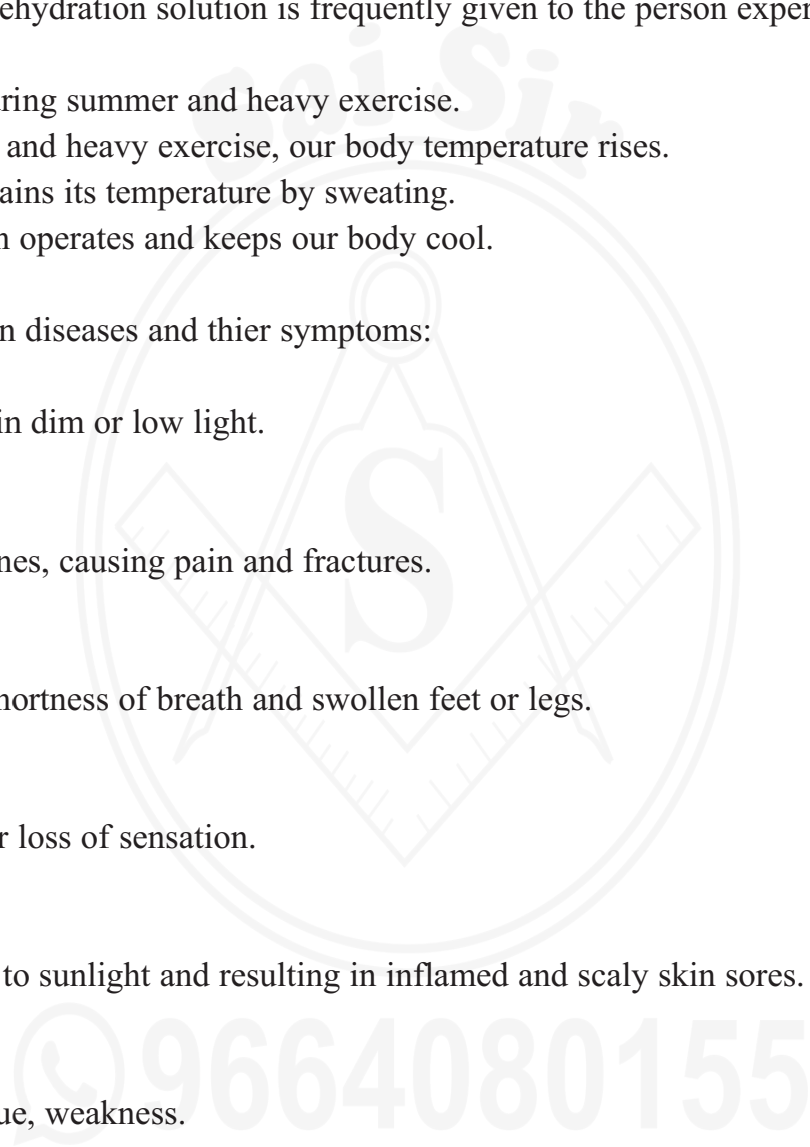 ehydration solution is frequently given to the person exper
Sai Sir
ring summer and heavy exercise.
and heavy exercise, our body temperature rises.
ains its temperature by sweating.
operates and keeps our body cool.
n diseases and thier symptoms:
in dim or low light.
S
nes, causing pain and fractures.
hortness of breath and swollen feet or legs.
r loss of sensation.
to sunlight and resulting in inflamed and scaly skin sores.
9664080155
ue, weakness.